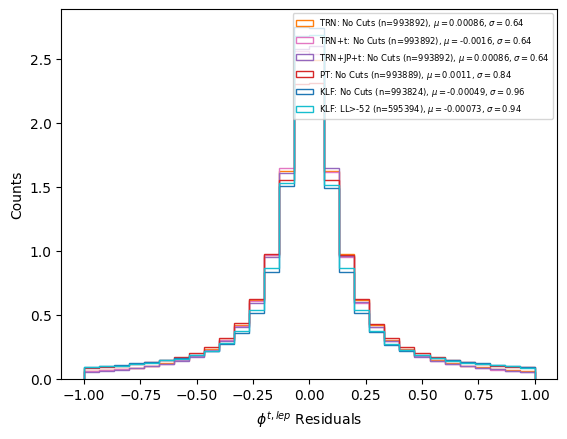 TRN: No Cuts (n=993892), μ=0.00086, σ=0.64
TRN+t: No Cuts (n=993892), μ=-0.0016, σ=0.64
TRN+JP+t: No Cuts (n=993892), μ=0.00086, σ=0.64
PT: No Cuts (n=993889), μ=0.0011, σ=0.84
KLF: No Cuts (n=993824), μ=-0.00049, σ=0.96
KLF: LL>-52 (n=595394), μ=-0.00073, σ=0.94
2.5
2.0
1.5
1.0
0.5
0.0
Counts
−1.00 −0.75 −0.50 −0.25 0.00 0.25 0.50 0.75 1.00
ϕ^{t, lep} Residuals